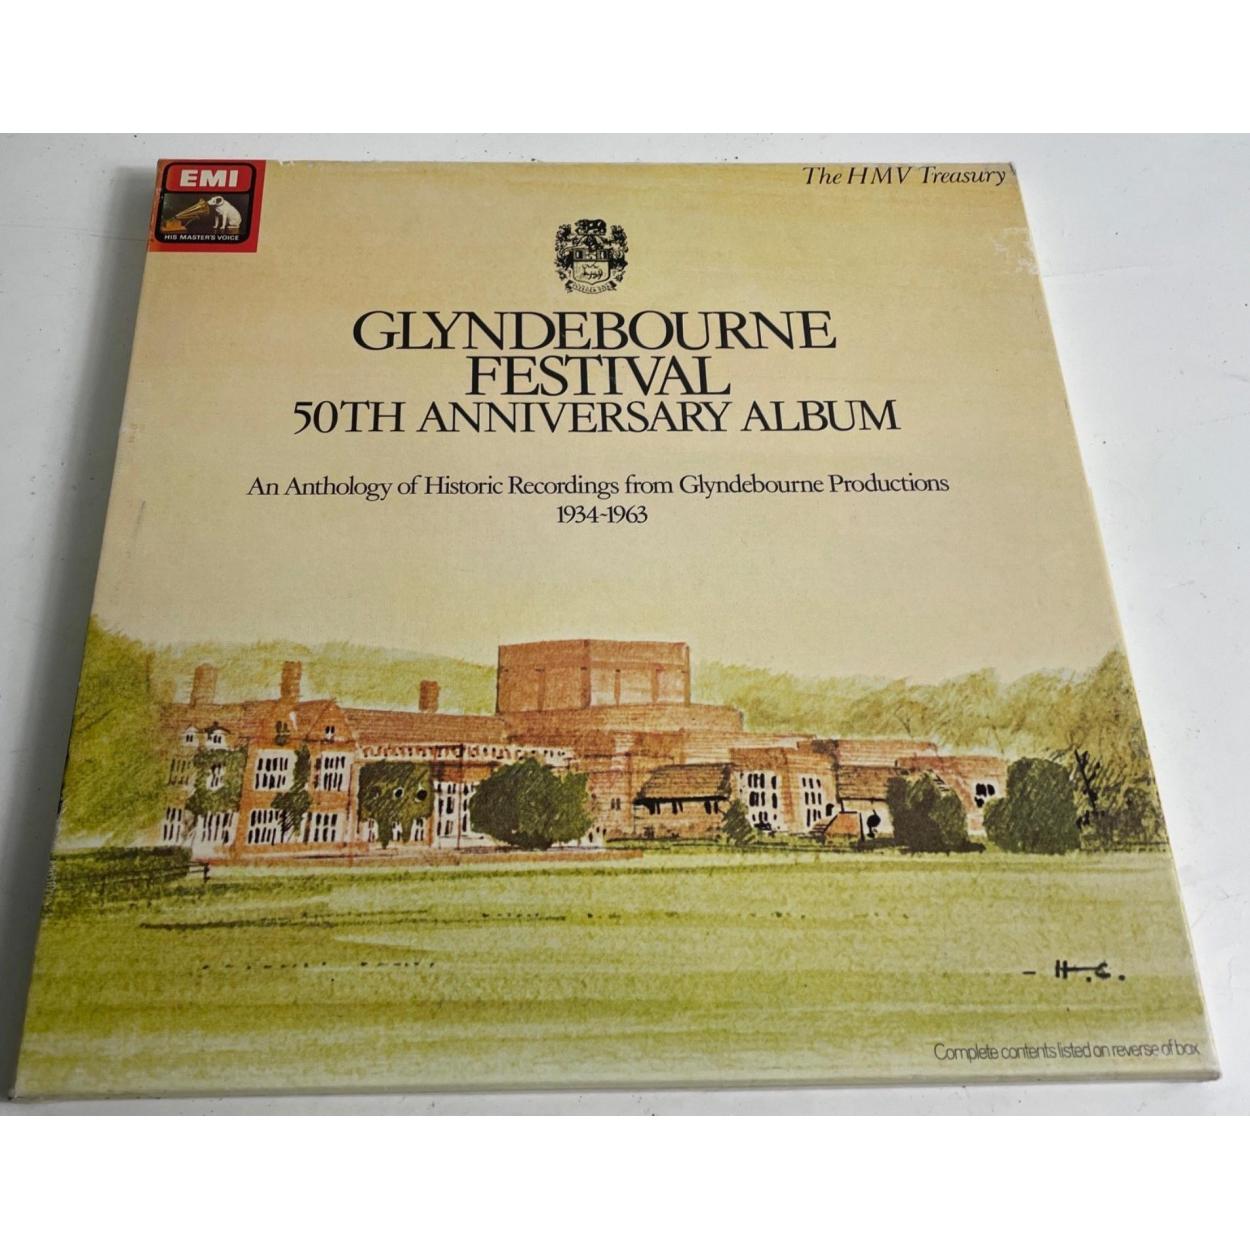 EMI
HIS MASTER'S VOICE
The HMV Treasury
GLYNDEBOURNE
FESTIVAL
50TH ANNIVERSARY ALBUM
An Anthology of Historic Recordings from Glyndebourne Productions
1934-1963
- H.C.
Complete contents listed on reverse of box